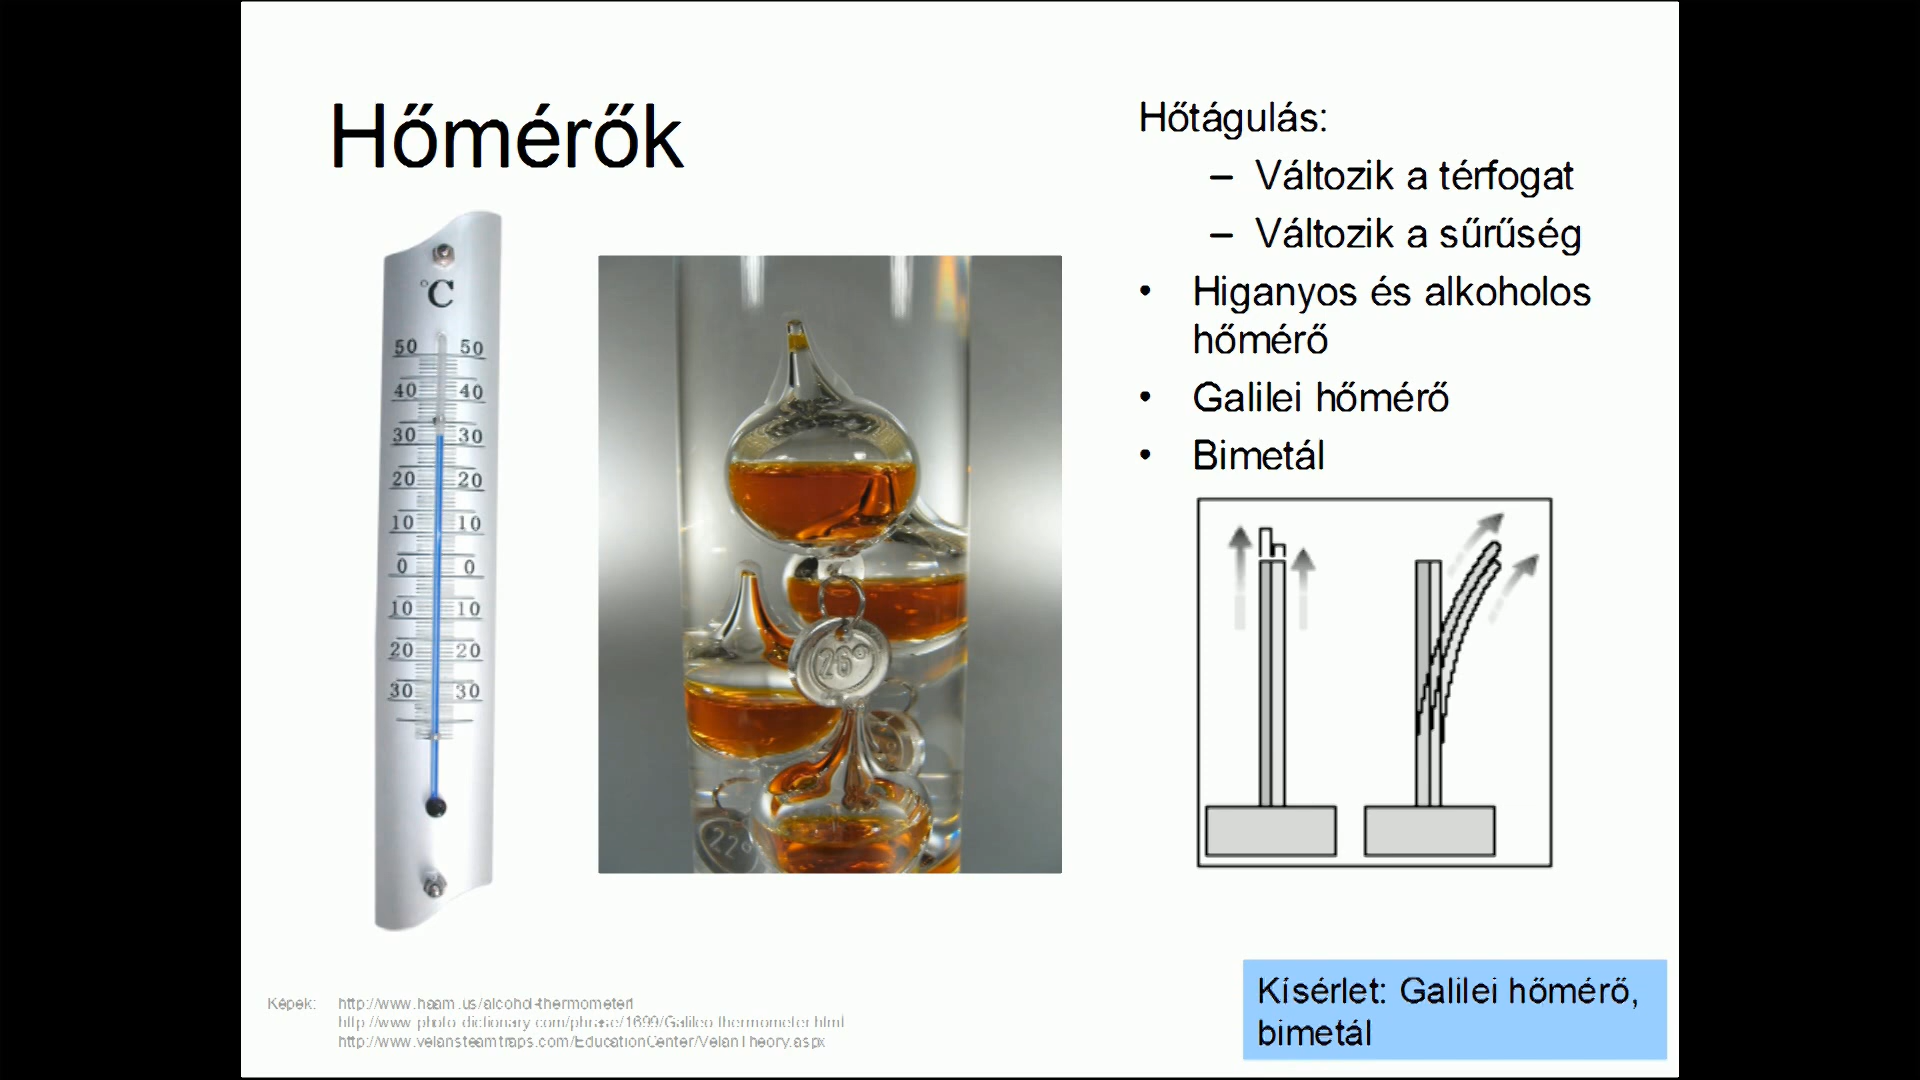 Hőmérők
Hőtágulás:
– Változik a térfogat
– Változik a sűrűség
• Higanyos és alkoholos
hőmérő
• Galilei hőmérő
• Bimetál
°C
50 50
40 40
30 30
20 20
10 10
0 0
10 10
20 20
30 30
26°
22°
Kísérlet: Galilei hőmérő,
bimetál
Képek: http://www.haam.us/alcohol-thermometer/
http://www.photo-dictionary.com/phrase/1699/Galileo-thermometer.html
http://www.velansteamtraps.com/EducationCenter/VelanTheory.aspx